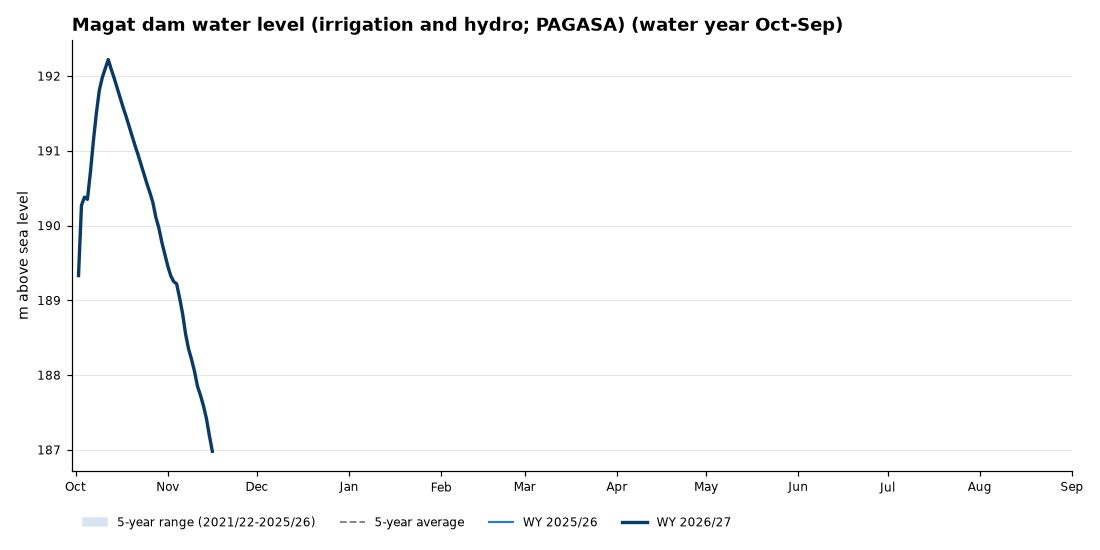 Magat dam water level (irrigation and hydro; PAGASA) (water year Oct-Sep)
m above sea level
192
191
190
189
188
187
Oct Nov Dec Jan Feb Mar Apr May Jun Jul Aug Sep
5-year range (2021/22-2025/26) 5-year average WY 2025/26 WY 2026/27